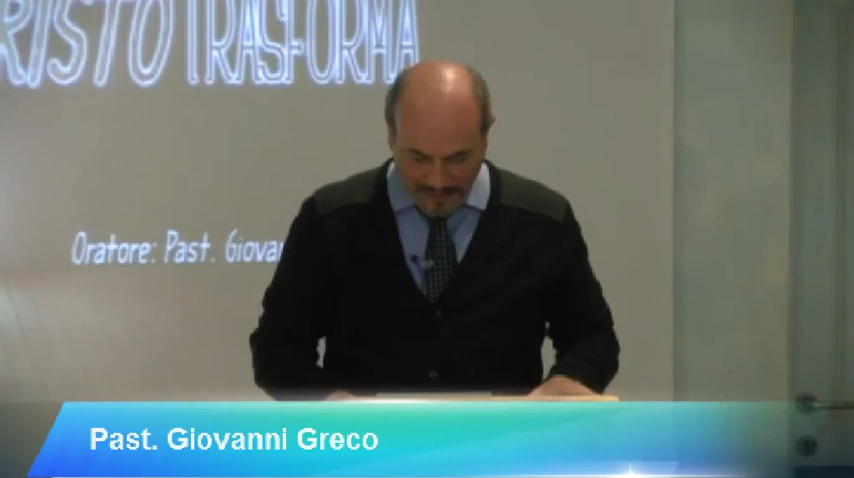 RISTO TRASFORMA
Oratore: Past. Giovan
Past. Giovanni Greco